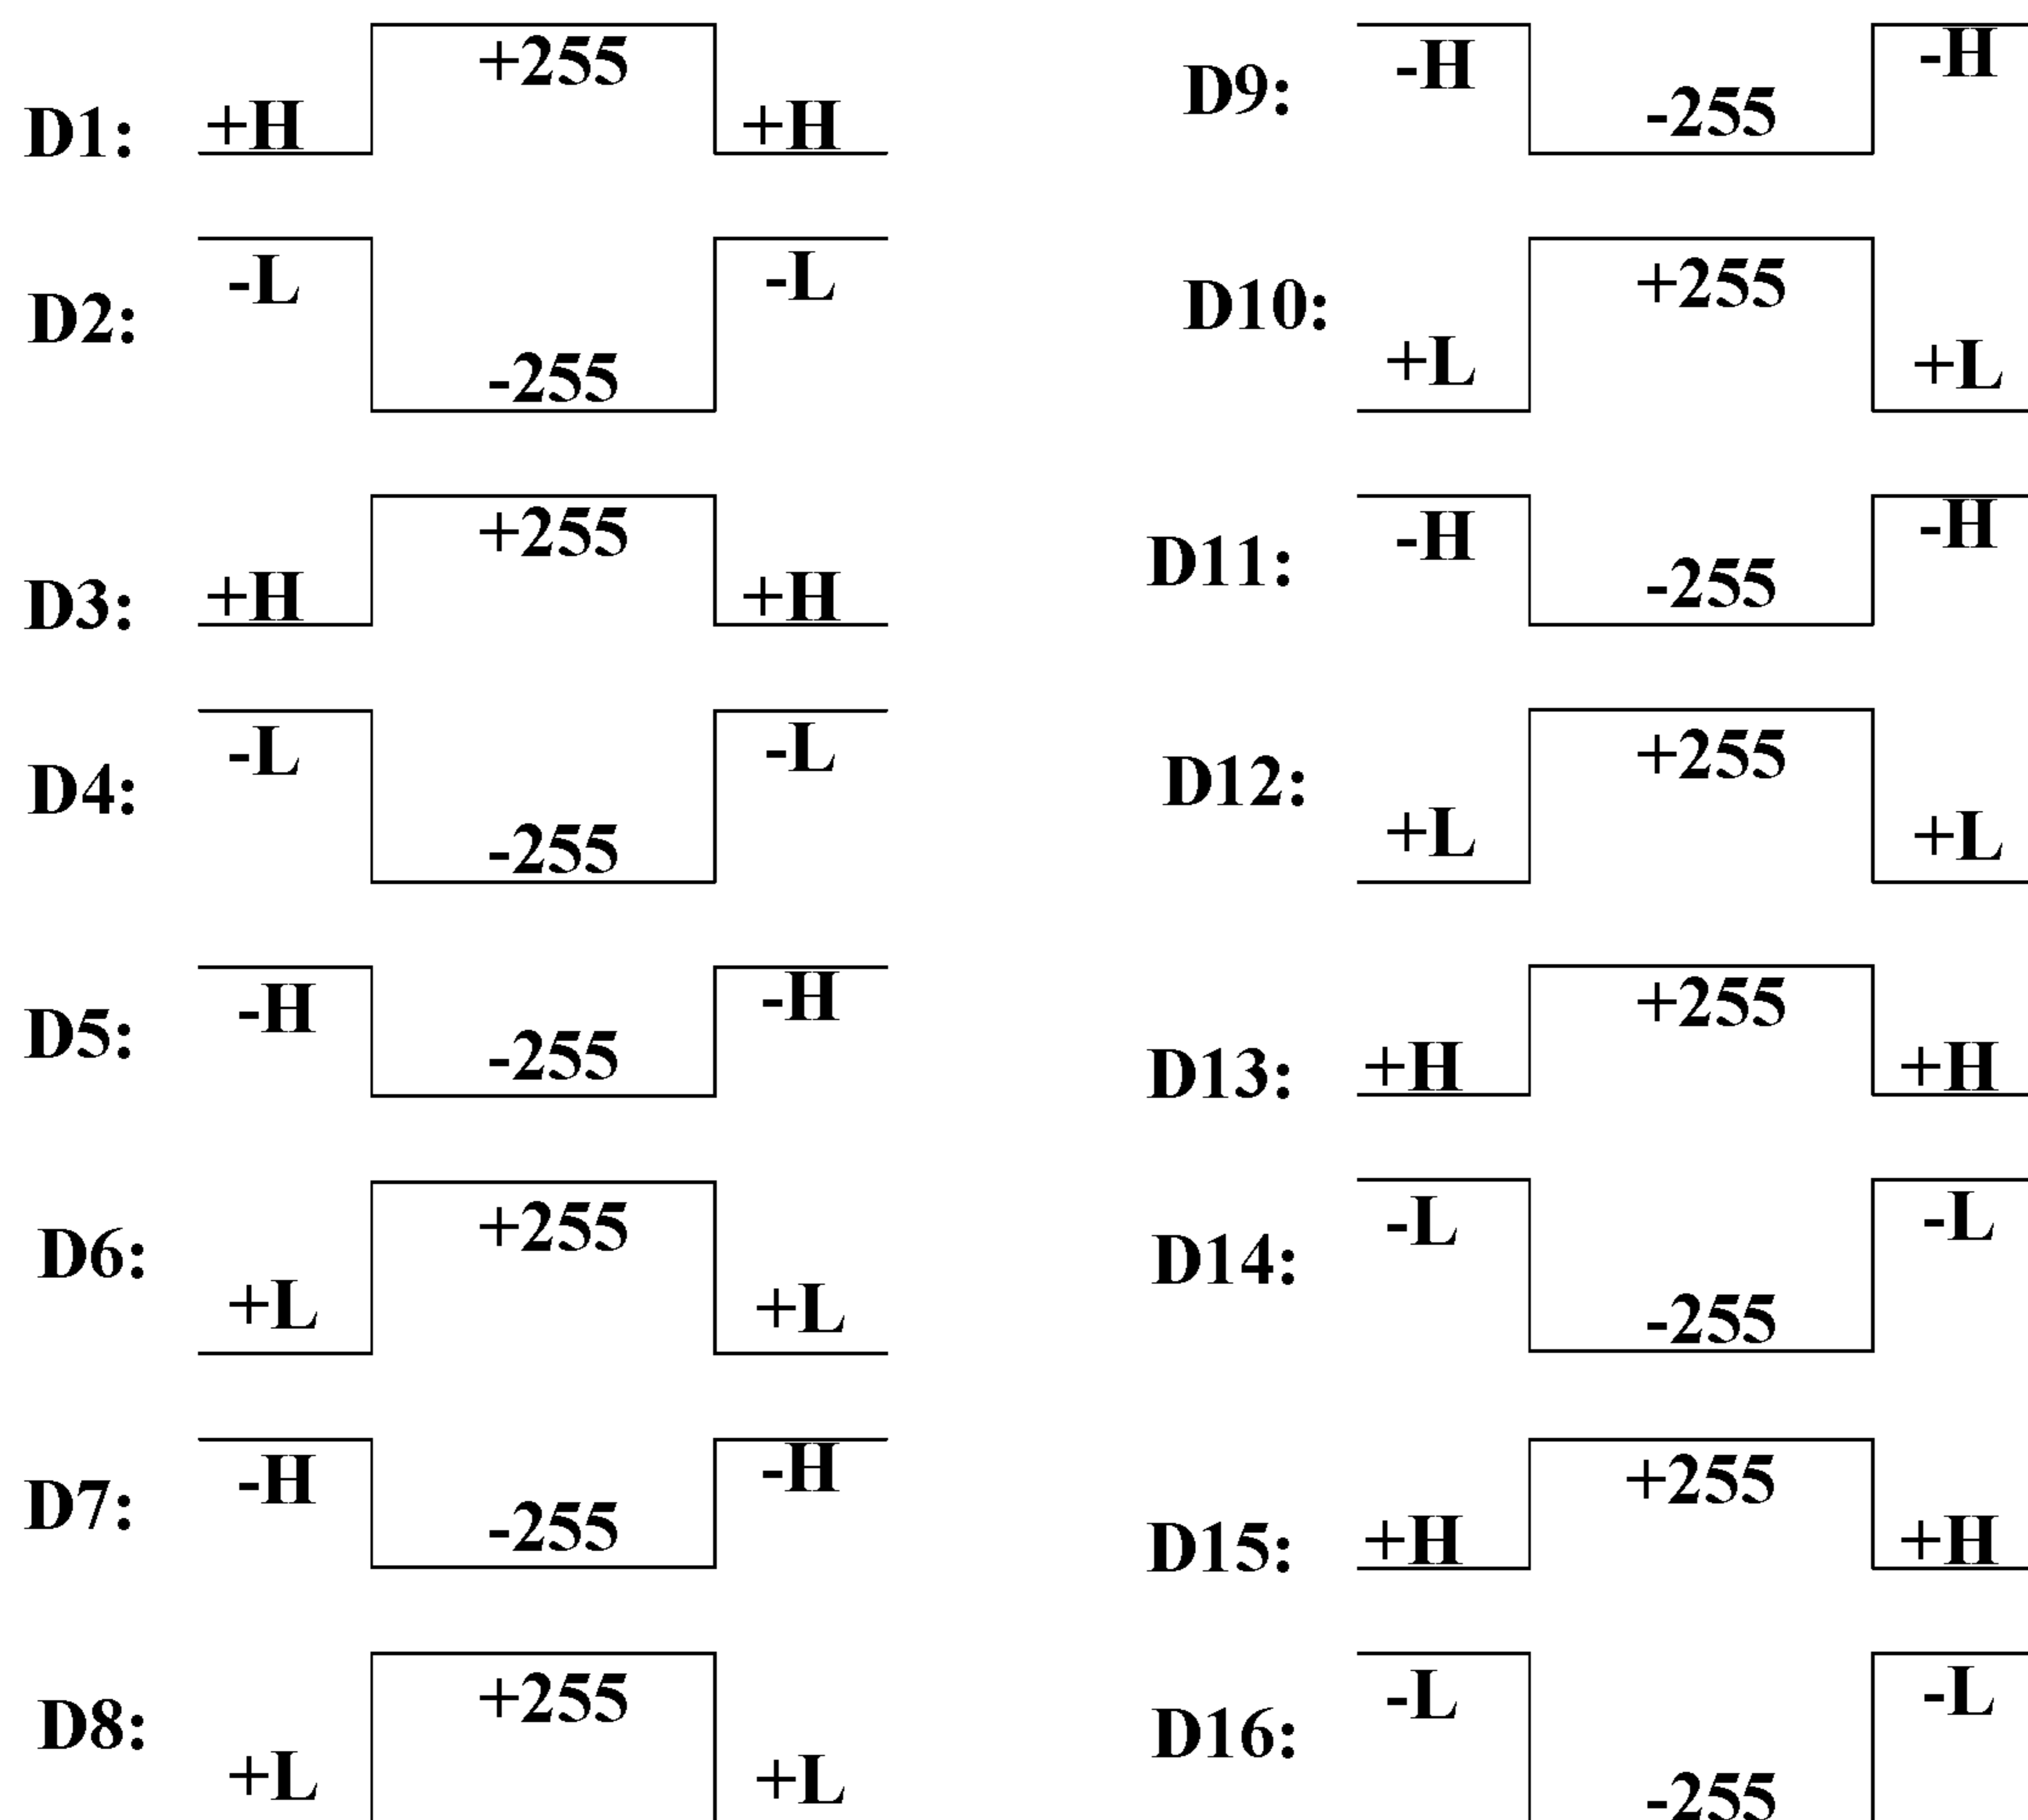 D1: +H +255 +H
D2: -L -255 -L
D3: +H +255 +H
D4: -L -255 -L
D5: -H -255 -H
D6: +L +255 +L
D7: -H -255 -H
D8: +L +255 +L
D9: -H -255 -H
D10: +L +255 +L
D11: -H -255 -H
D12: +L +255 +L
D13: +H +255 +H
D14: -L -255 -L
D15: +H +255 +H
D16: -L -255 -L